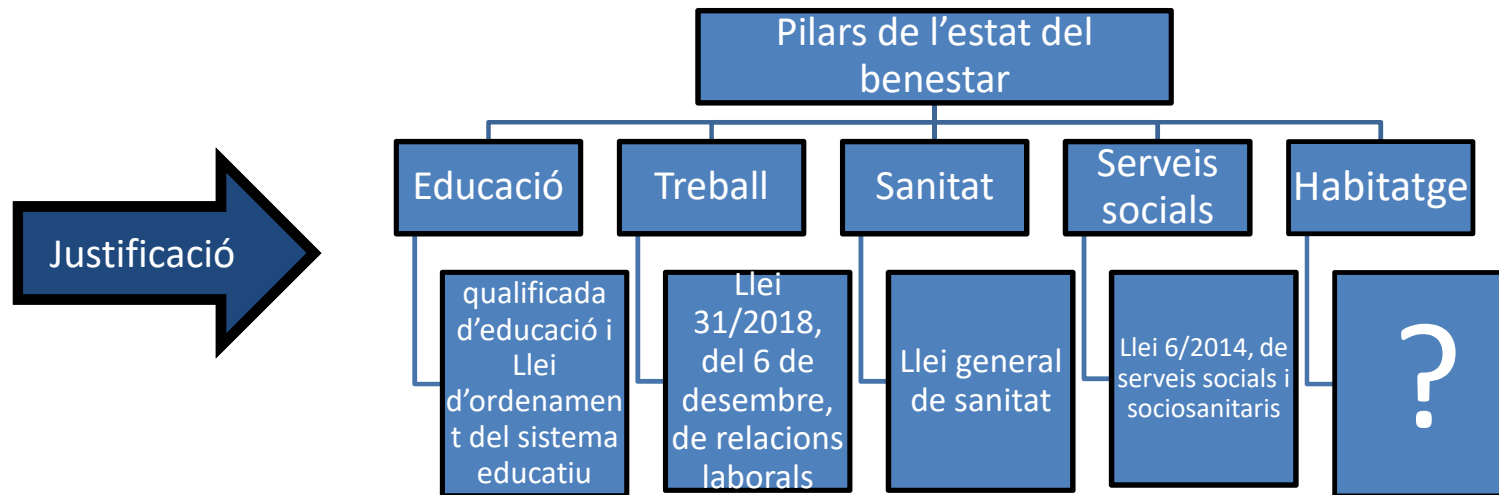 Pilars de l’estat del
benestar
Justificació
Educació
Treball
Sanitat
Serveis
socials
Habitatge
qualificada
d’educació i
Llei
d’ordenamen
t del sistema
educatiu
Llei
31/2018,
del 6 de
desembre,
de relacions
laborals
Llei general
de sanitat
Llei 6/2014, de
serveis socials i
sociosanitaris
?